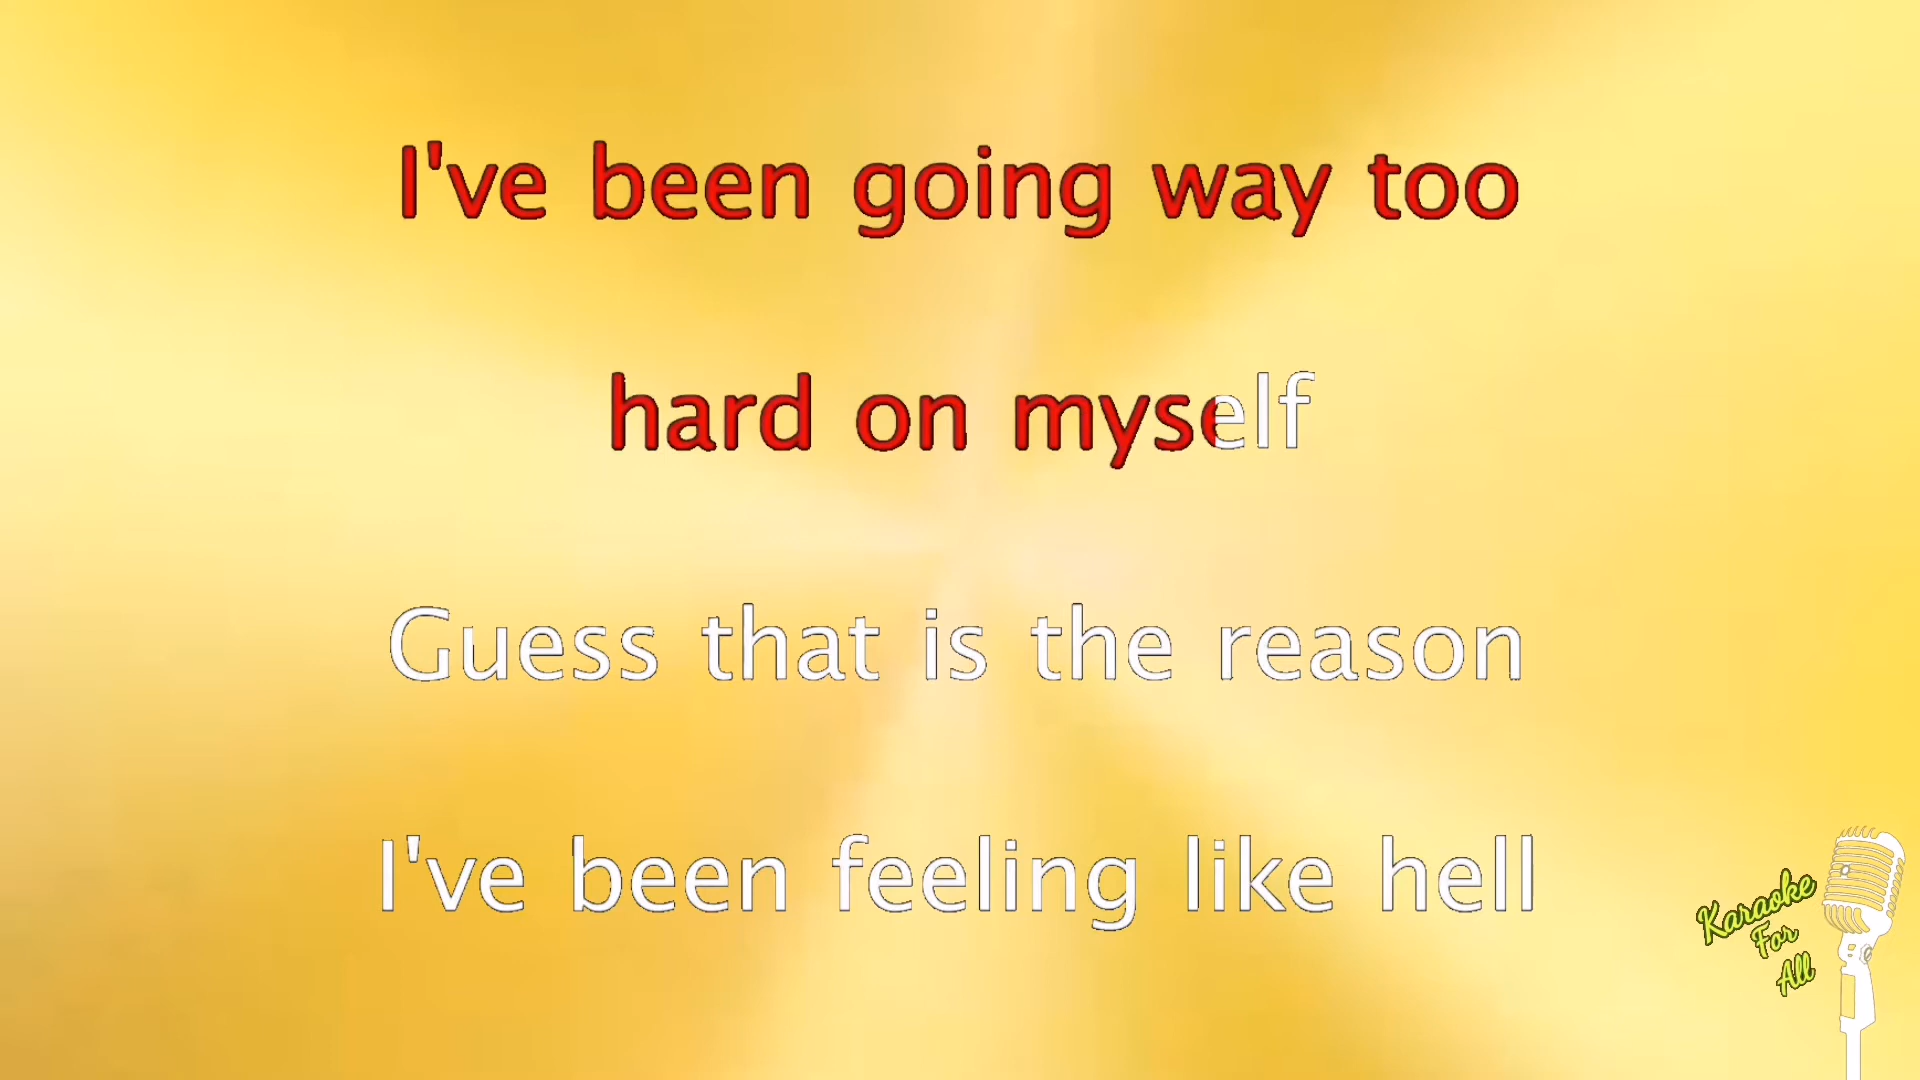 I've been going way too
hard on myself
Guess that is the reason
I've been feeling like hell
Karaoke
For
All